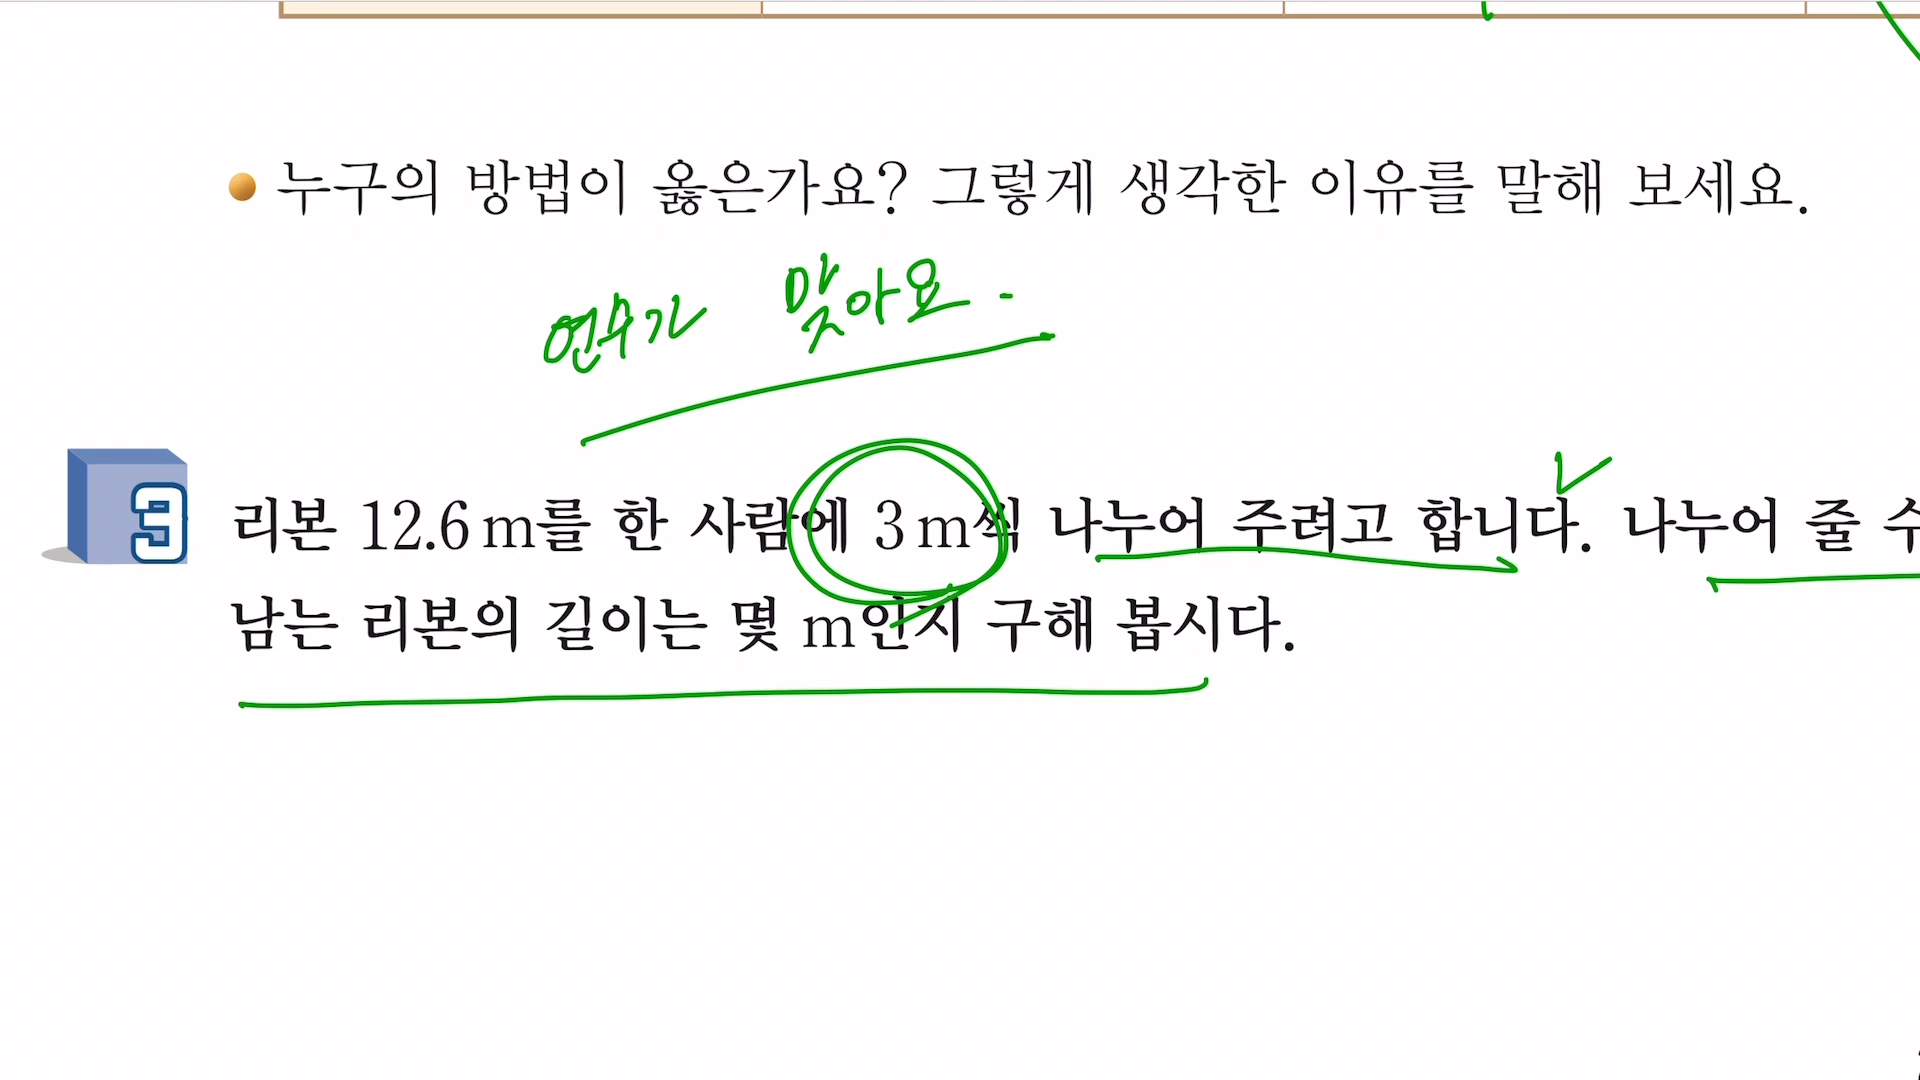 누구의 방법이 옳은가요? 그렇게 생각한 이유를 말해 보세요.
연수가 맞아요.
3
리본 12.6 m를 한 사람에 3 m씩 나누어 주려고 합니다. 나누어 줄 수
남는 리본의 길이는 몇 m인지 구해 봅시다.